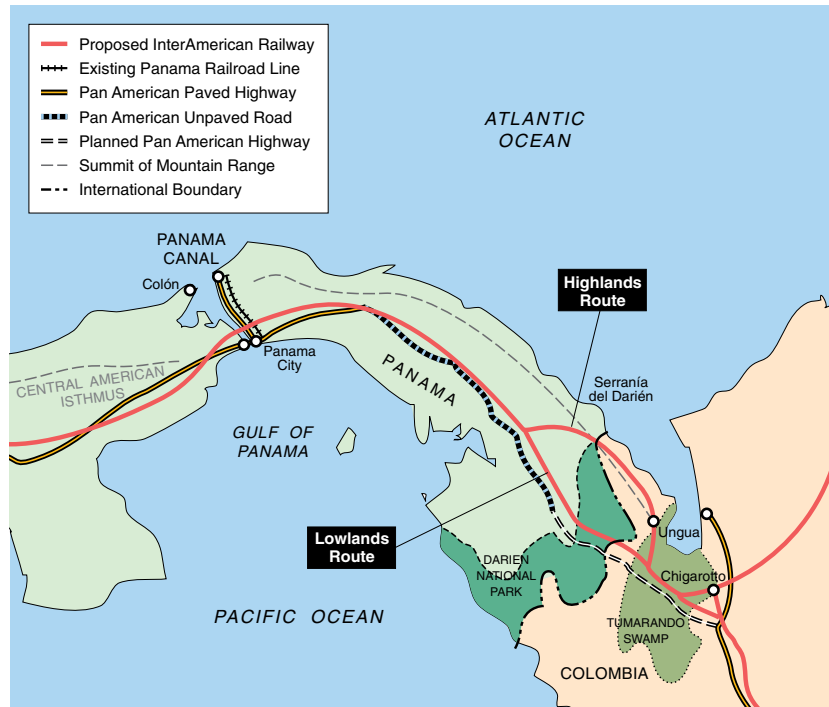 Proposed InterAmerican Railway
Existing Panama Railroad Line
Pan American Paved Highway
Pan American Unpaved Road
Planned Pan American Highway
Summit of Mountain Range
International Boundary
ATLANTIC
OCEAN
PANAMA
CANAL
Colón
Highlands
Route
Panama
City
PANAMA
Serranía
del Darién
CENTRAL AMERICAN
ISTHMUS
GULF OF
PANAMA
Ungua
Lowlands
Route
DARIEN
NATIONAL
PARK
Chigarotto
PACIFIC OCEAN
TUMARANDO
SWAMP
COLOMBIA